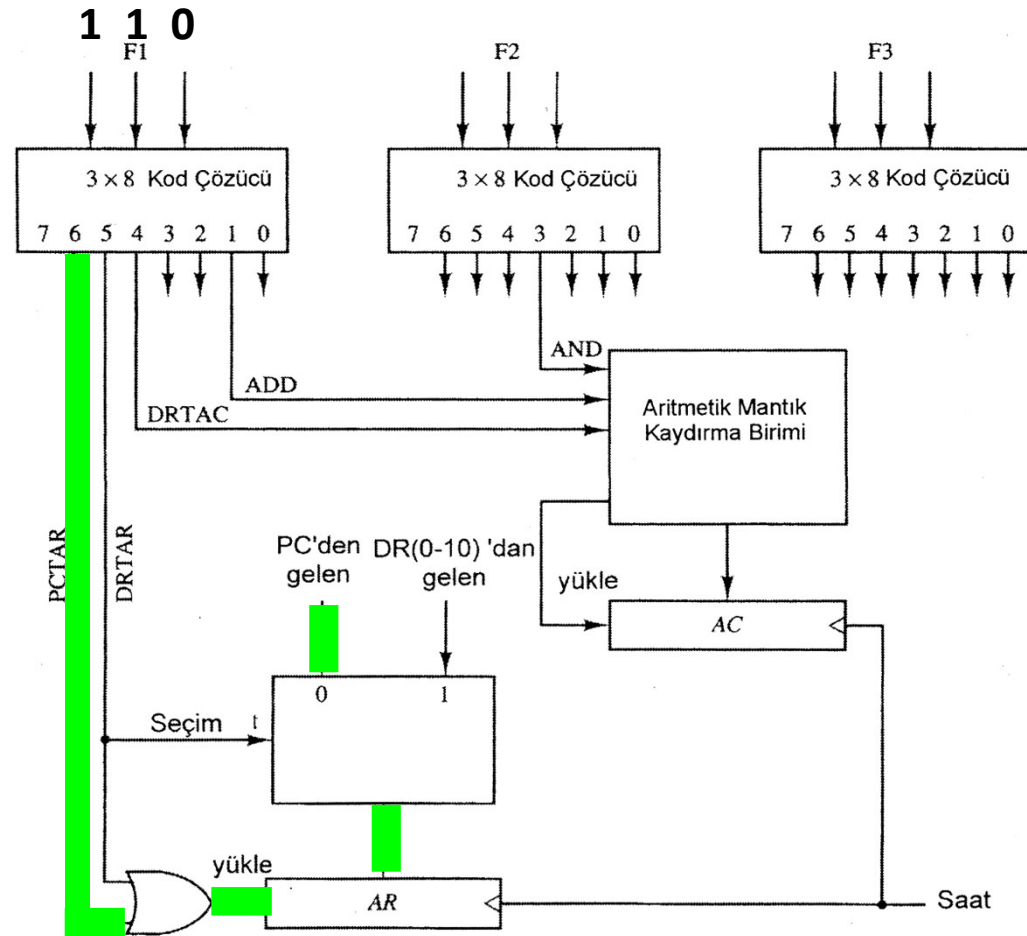 1 1 0
F1 F2 F3
3 × 8 Kod Çözücü 3 × 8 Kod Çözücü 3 × 8 Kod Çözücü
7 6 5 4 3 2 1 0 7 6 5 4 3 2 1 0 7 6 5 4 3 2 1 0
AND
ADD
DRTAC
Aritmetik Mantık
Kaydırma Birimi
PCTAR
DRTAR
PC'den
gelen
DR(0-10) 'dan
gelen
yükle
AC
0 1
Seçim
yükle
AR
Saat